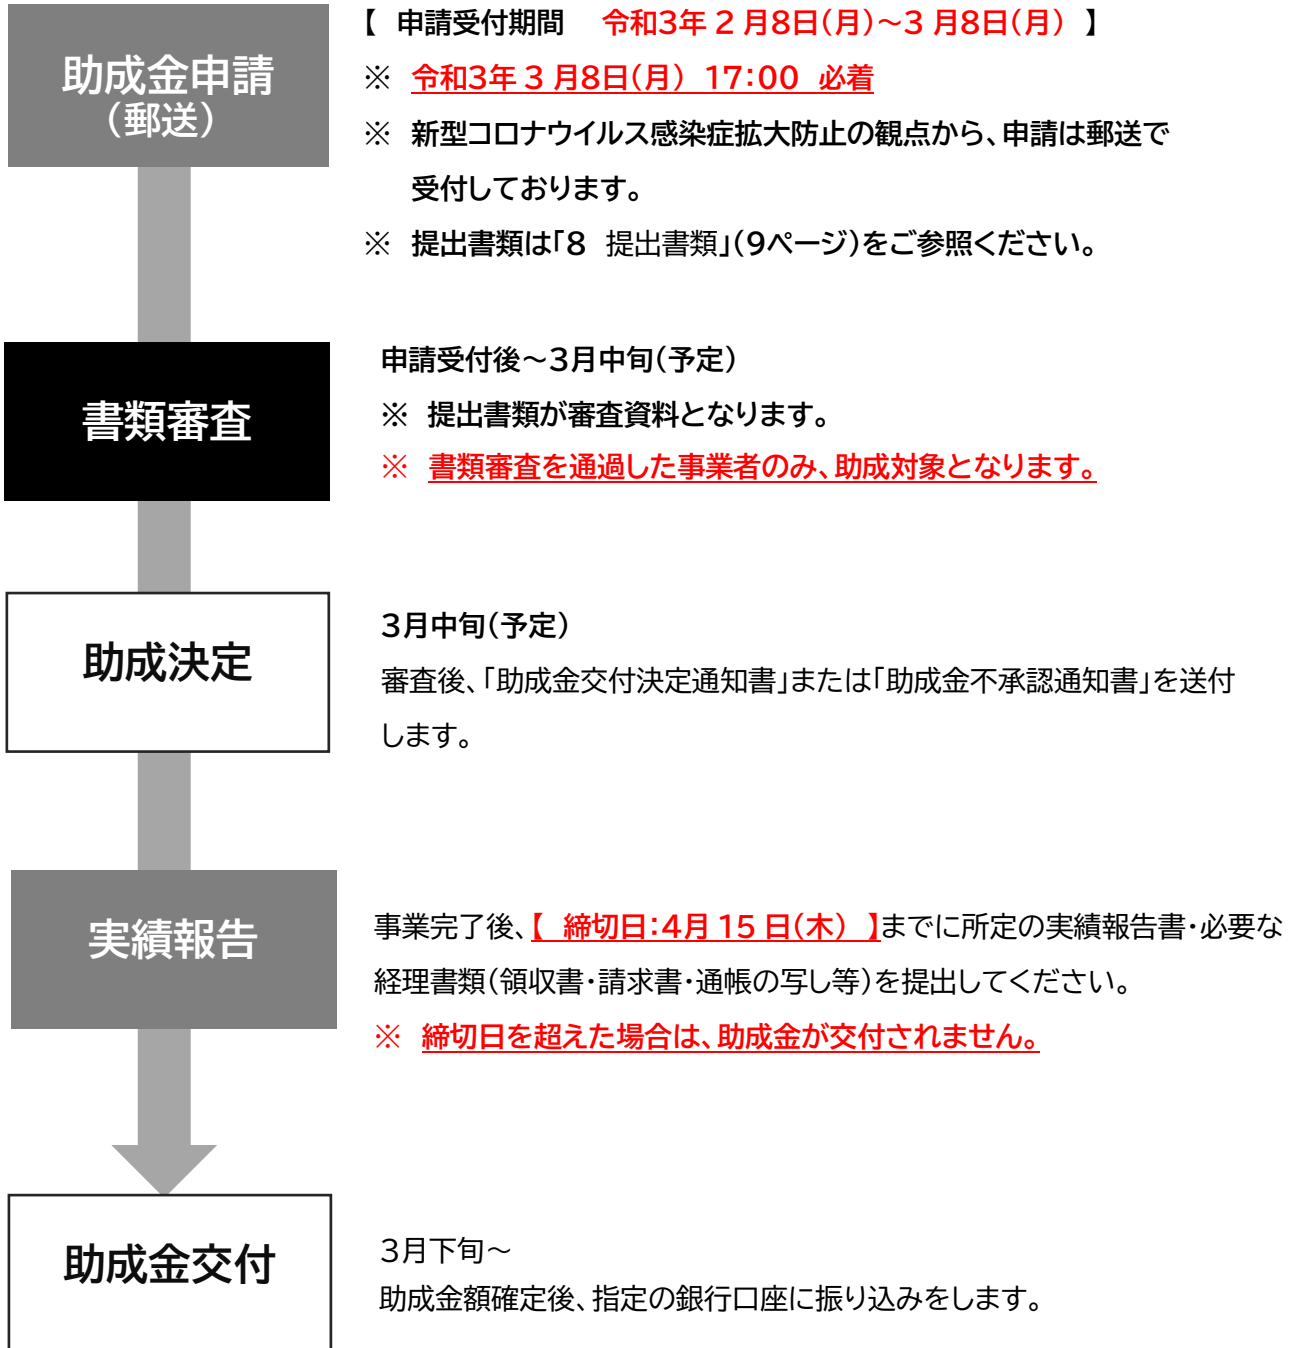 助成金申請
（郵送）
【　申請受付期間　令和3年 2 月8日（月）～3 月8日（月）　】
※　令和3年 3 月8日（月）　17：00　必着
※　新型コロナウイルス感染症拡大防止の観点から、申請は郵送で
受付しております。
※　提出書類は「8　提出書類」（9ページ）をご参照ください。
書類審査
申請受付後～3月中旬（予定）
※　提出書類が審査資料となります。
※　書類審査を通過した事業者のみ、助成対象となります。
助成決定
3月中旬（予定）
審査後、「助成金交付決定通知書」または「助成金不承認通知書」を送付
します。
実績報告
事業完了後、【　締切日：4月 15 日（木）　】までに所定の実績報告書・必要な
経理書類（領収書・請求書・通帳の写し等）を提出してください。
※　締切日を超えた場合は、助成金が交付されません。
助成金交付
3月下旬～
助成金額確定後、指定の銀行口座に振り込みをします。